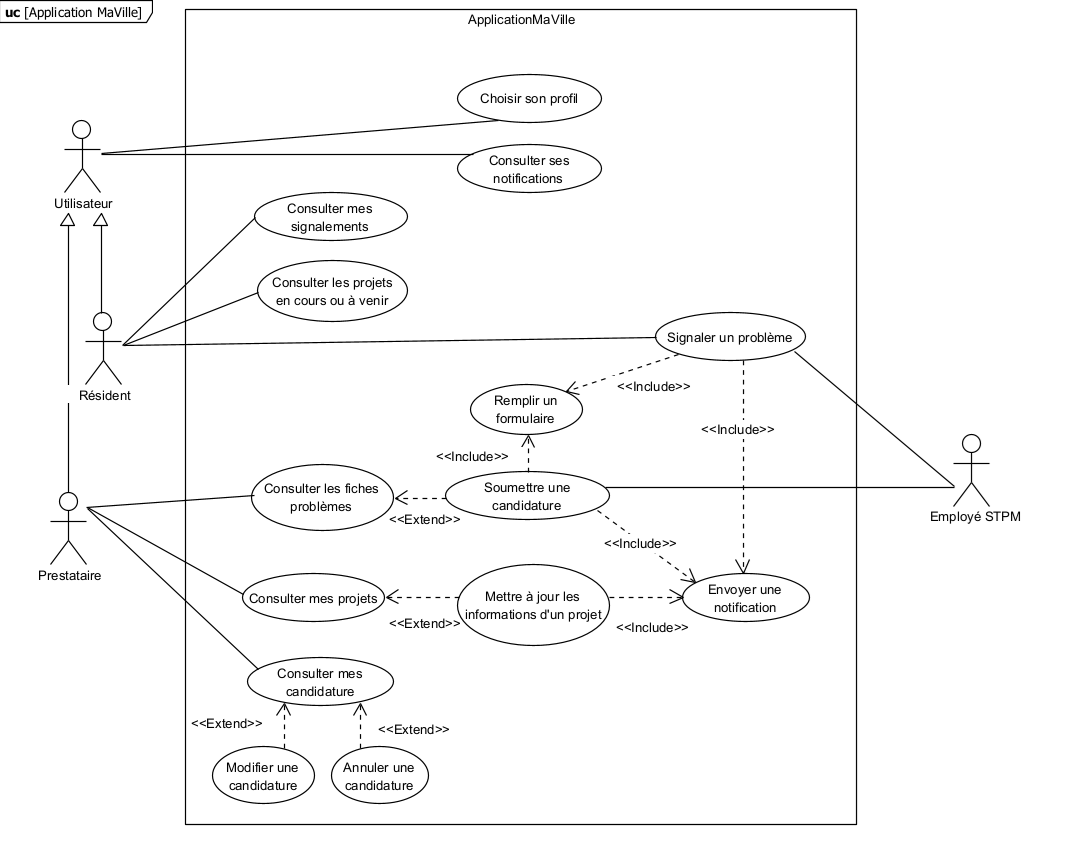 uc [Application MaVille]
ApplicationMaVille
Choisir son profil
Utilisateur
Consulter ses
notifications
Consulter mes
signalements
Consulter les projets
en cours ou à venir
Résident
Signaler un problème
<<Include>>
Remplir un
formulaire
<<Include>>
<<Include>>
Consulter les fiches
problèmes
Soumettre une
candidature
<<Extend>>
Employé STPM
<<Include>>
Prestataire
Consulter mes projets
Mettre à jour les
informations d'un projet
Envoyer une
notification
<<Extend>>
<<Include>>
Consulter mes
candidature
<<Extend>>
<<Extend>>
Modifier une
candidature
Annuler une
candidature